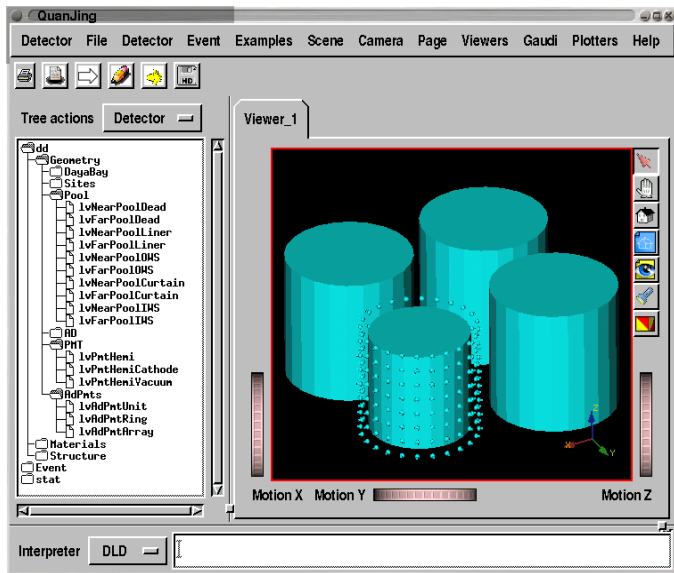 QuanJing
Detector File Detector Event Examples Scene Camera Page Viewers Gaudi Plotters Help
HD
Tree actions Detector
Viewer_1
dd
Geometry
DayaBay
Sites
Pool
lvNearPoolDead
lvFarPoolDead
lvNearPoolLiner
lvFarPoolLiner
lvNearPoolOWS
lvFarPoolOWS
lvNearPoolCurtain
lvFarPoolCurtain
lvNearPoolIWS
lvFarPoolIWS
AD
PMT
lvPmtHemi
lvPmtHemiCathode
lvPmtHemiVacuum
AdPmts
lvAdPmtUnit
lvAdPmtRing
lvAdPmtArray
Materials
Structure
Event
stat
Z
X
Y
Motion X Motion Y Motion Z
Interpreter DLD